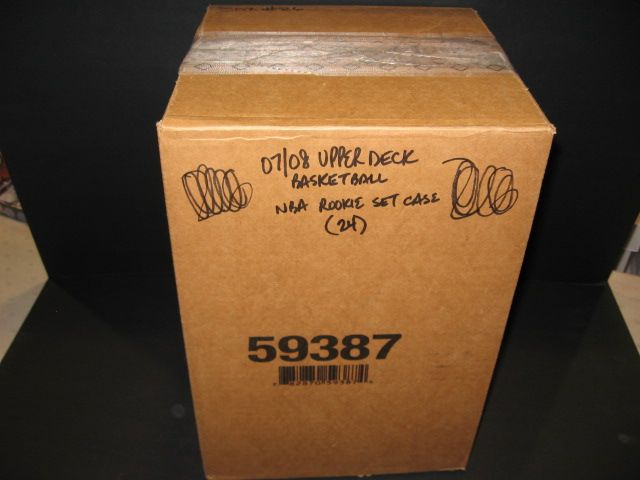 07/08 UPPER DECK
BASKETBALL
NBA ROOKIE SET CASE
(24)
59387